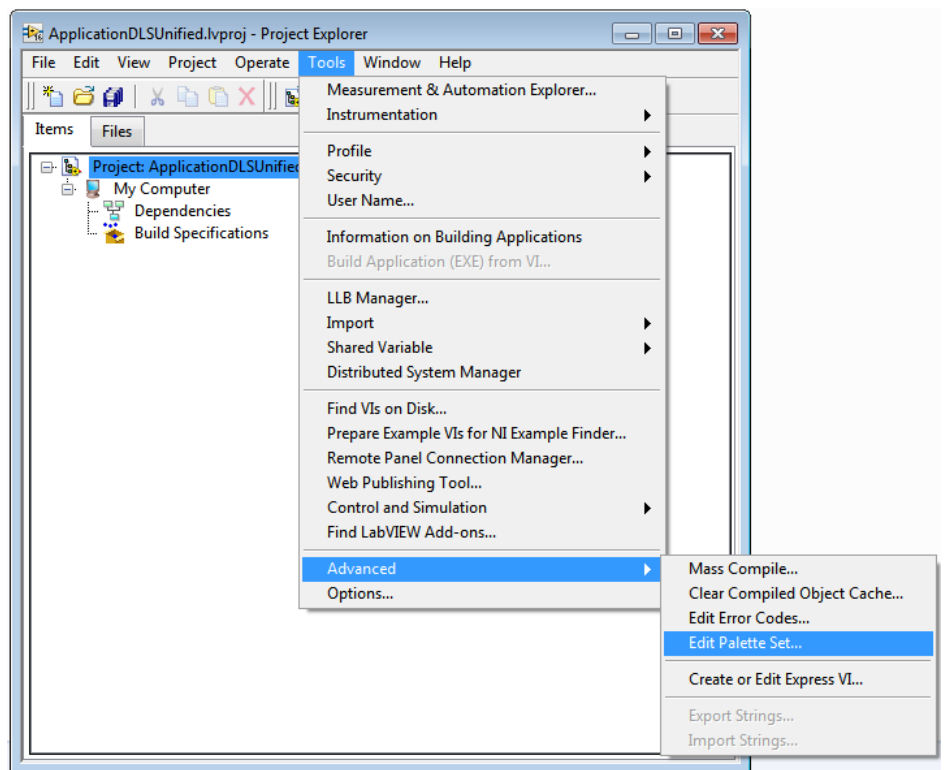 ApplicationDLSUnified.lvproj - Project Explorer
File Edit View Project Operate Tools Window Help
Items Files
Project: ApplicationDLSUnified
My Computer
Dependencies
Build Specifications
Measurement & Automation Explorer...
Instrumentation
Profile
Security
User Name...
Information on Building Applications
Build Application (EXE) from VI...
LLB Manager...
Import
Shared Variable
Distributed System Manager
Find VIs on Disk...
Prepare Example VIs for NI Example Finder...
Remote Panel Connection Manager...
Web Publishing Tool...
Control and Simulation
Find LabVIEW Add-ons...
Advanced
Options...
Mass Compile...
Clear Compiled Object Cache...
Edit Error Codes...
Edit Palette Set...
Create or Edit Express VI...
Export Strings...
Import Strings...